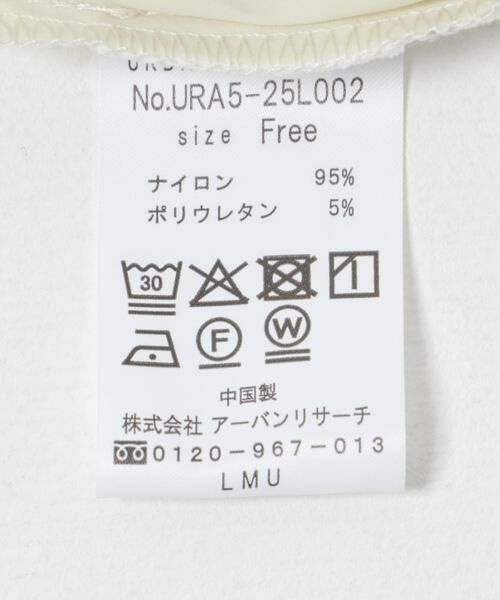 No.URA5-25L002
size Free
ナイロン 95%
ポリウレタン 5%
30
F W
中国製
株式会社 アーバンリサーチ
0120-967-013
LMU